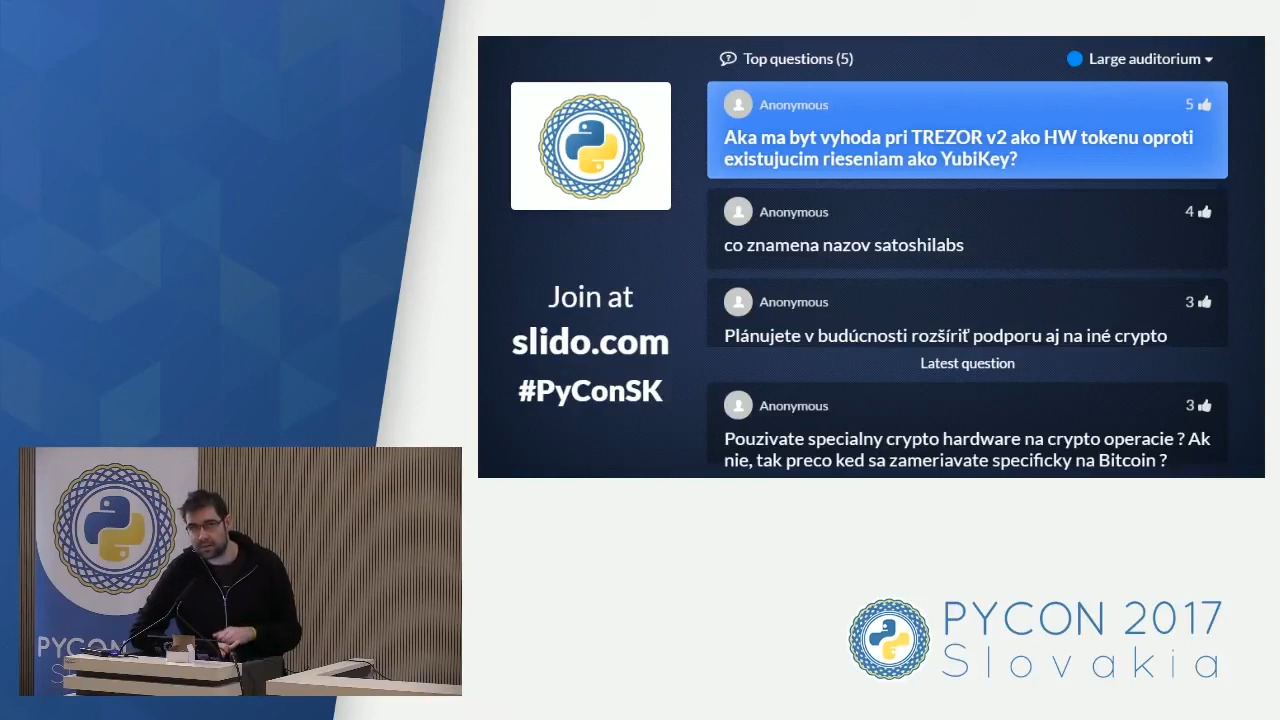 Top questions (5)
Large auditorium
Anonymous
5
Aka ma byt vyhoda pri TREZOR v2 ako HW tokenu oproti
existujucim rieseniam ako YubiKey?
Anonymous
4
co znamena nazov satoshilabs
Anonymous
3
Plánujete v budúcnosti rozšíriť podporu aj na iné crypto
Latest question
Anonymous
3
Pouzivate specialny crypto hardware na crypto operacie ? Ak
nie, tak preco ked sa zameriavate specificky na Bitcoin ?
Join at
slido.com
#PyConSK
PYCON
PYCON 2017
Slovakia